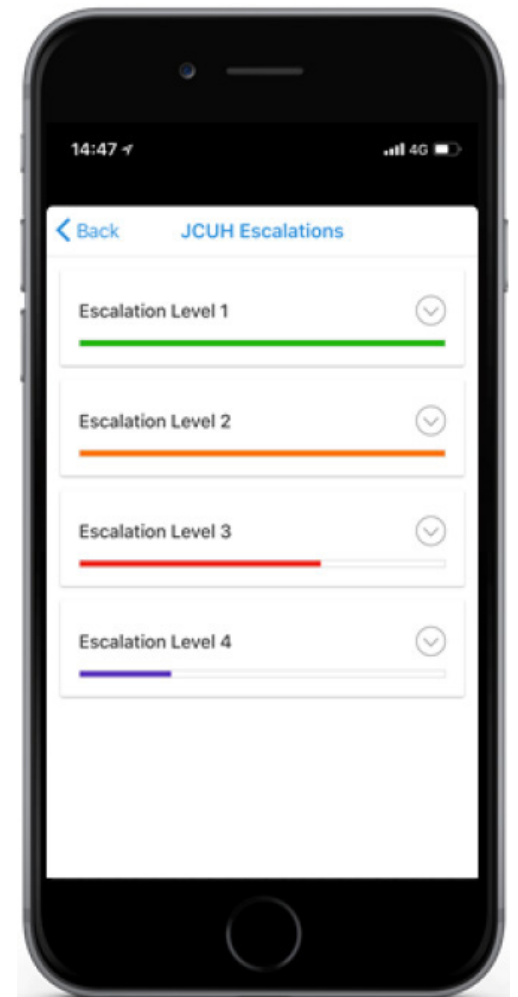 14:47 4G
Back JCUH Escalations
Escalation Level 1
Escalation Level 2
Escalation Level 3
Escalation Level 4